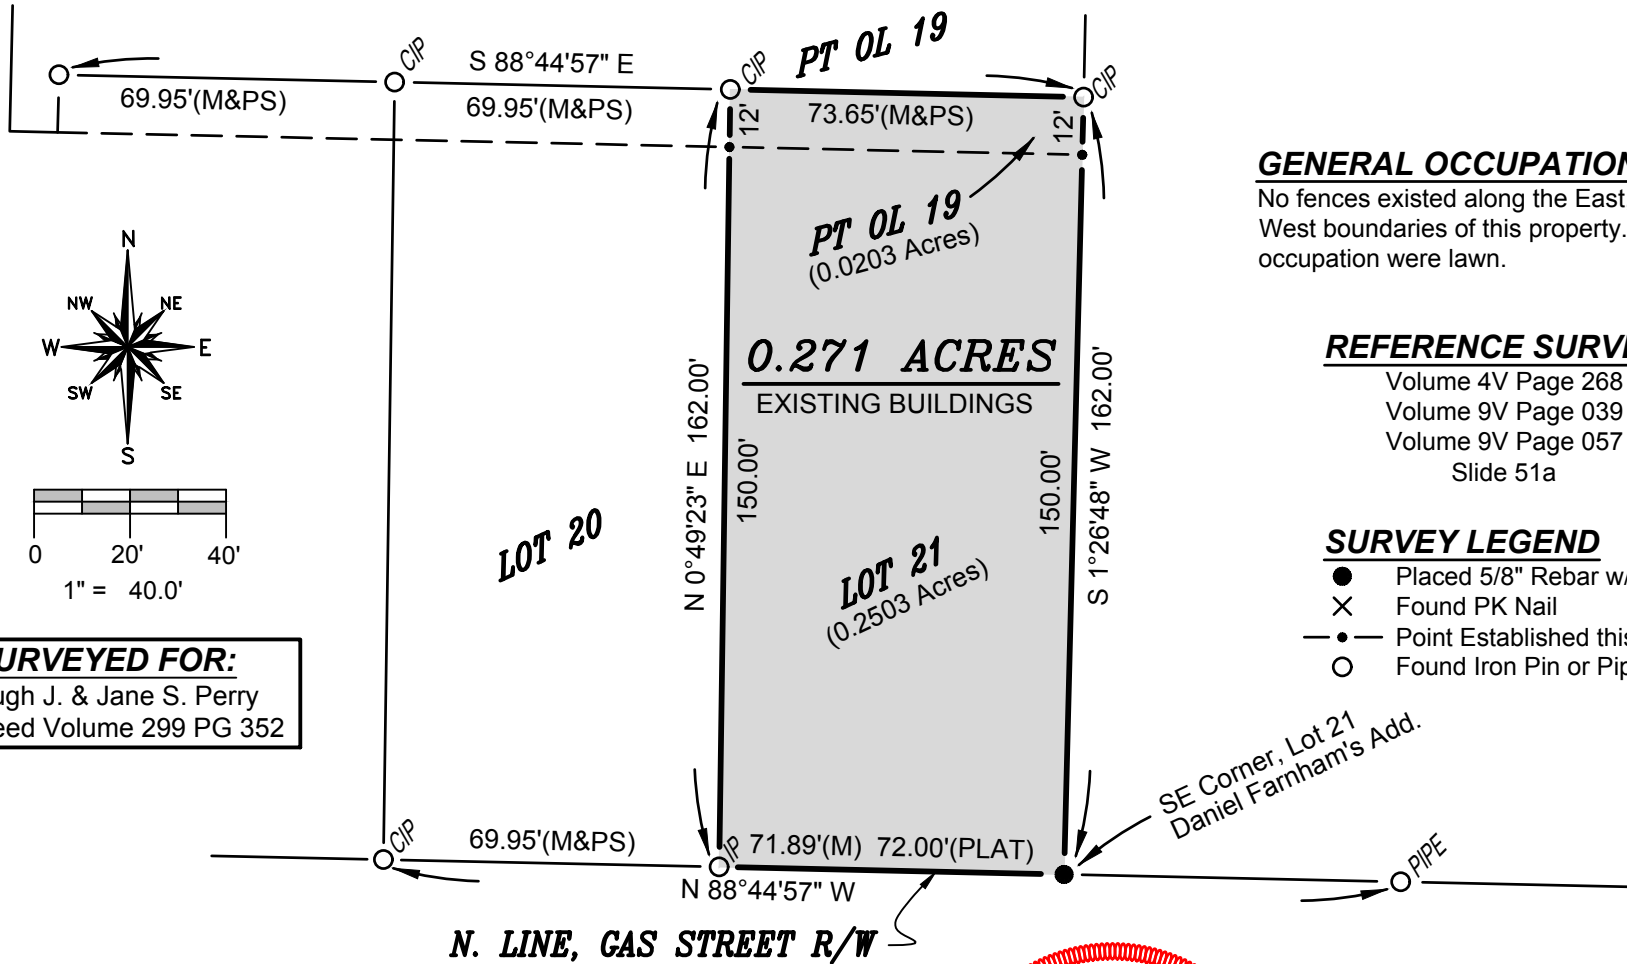 PT OL 19
CIP
S 88°44'57" E
CIP
CIP
69.95'(M&PS)
69.95'(M&PS)
12'
73.65'(M&PS)
12'
PT OL 19
(0.0203 Acres)
GENERAL OCCUPATION
No fences existed along the East
West boundaries of this property.
occupation were lawn.
N
NW
NE
W
E
SW
SE
S
0.271 ACRES
EXISTING BUILDINGS
N 0°49'23" E 162.00'
150.00'
150.00'
S 1°26'48" W 162.00'
REFERENCE SURVE
Volume 4V Page 268
Volume 9V Page 039
Volume 9V Page 057
Slide 51a
0
20'
40'
1" = 40.0'
LOT 20
LOT 21
(0.2503 Acres)
SURVEY LEGEND
Placed 5/8" Rebar w/
Found PK Nail
Point Established this
Found Iron Pin or Pip
URVEYED FOR:
ugh J. & Jane S. Perry
eed Volume 299 PG 352
SE Corner, Lot 21
Daniel Farnham's Add.
CIP
69.95'(M&PS)
IP
71.89'(M) 72.00'(PLAT)
PIPE
N 88°44'57" W
N. LINE, GAS STREET R/W